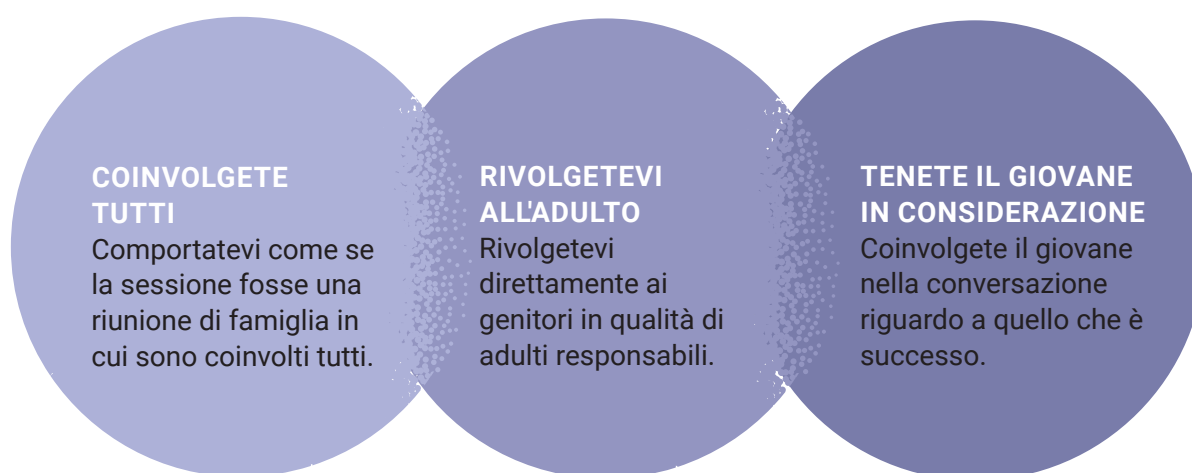 COINVOLGETE
TUTTI
Comportatevi come se
la sessione fosse una
riunione di famiglia in
cui sono coinvolti tutti.
RIVOLGETEVI
ALL'ADULTO
Rivolgetevi
direttamente ai
genitori in qualità di
adulti responsabili.
TENETE IL GIOVANE
IN CONSIDERAZIONE
Coinvolgete il giovane
nella conversazione
riguardo a quello che è
successo.